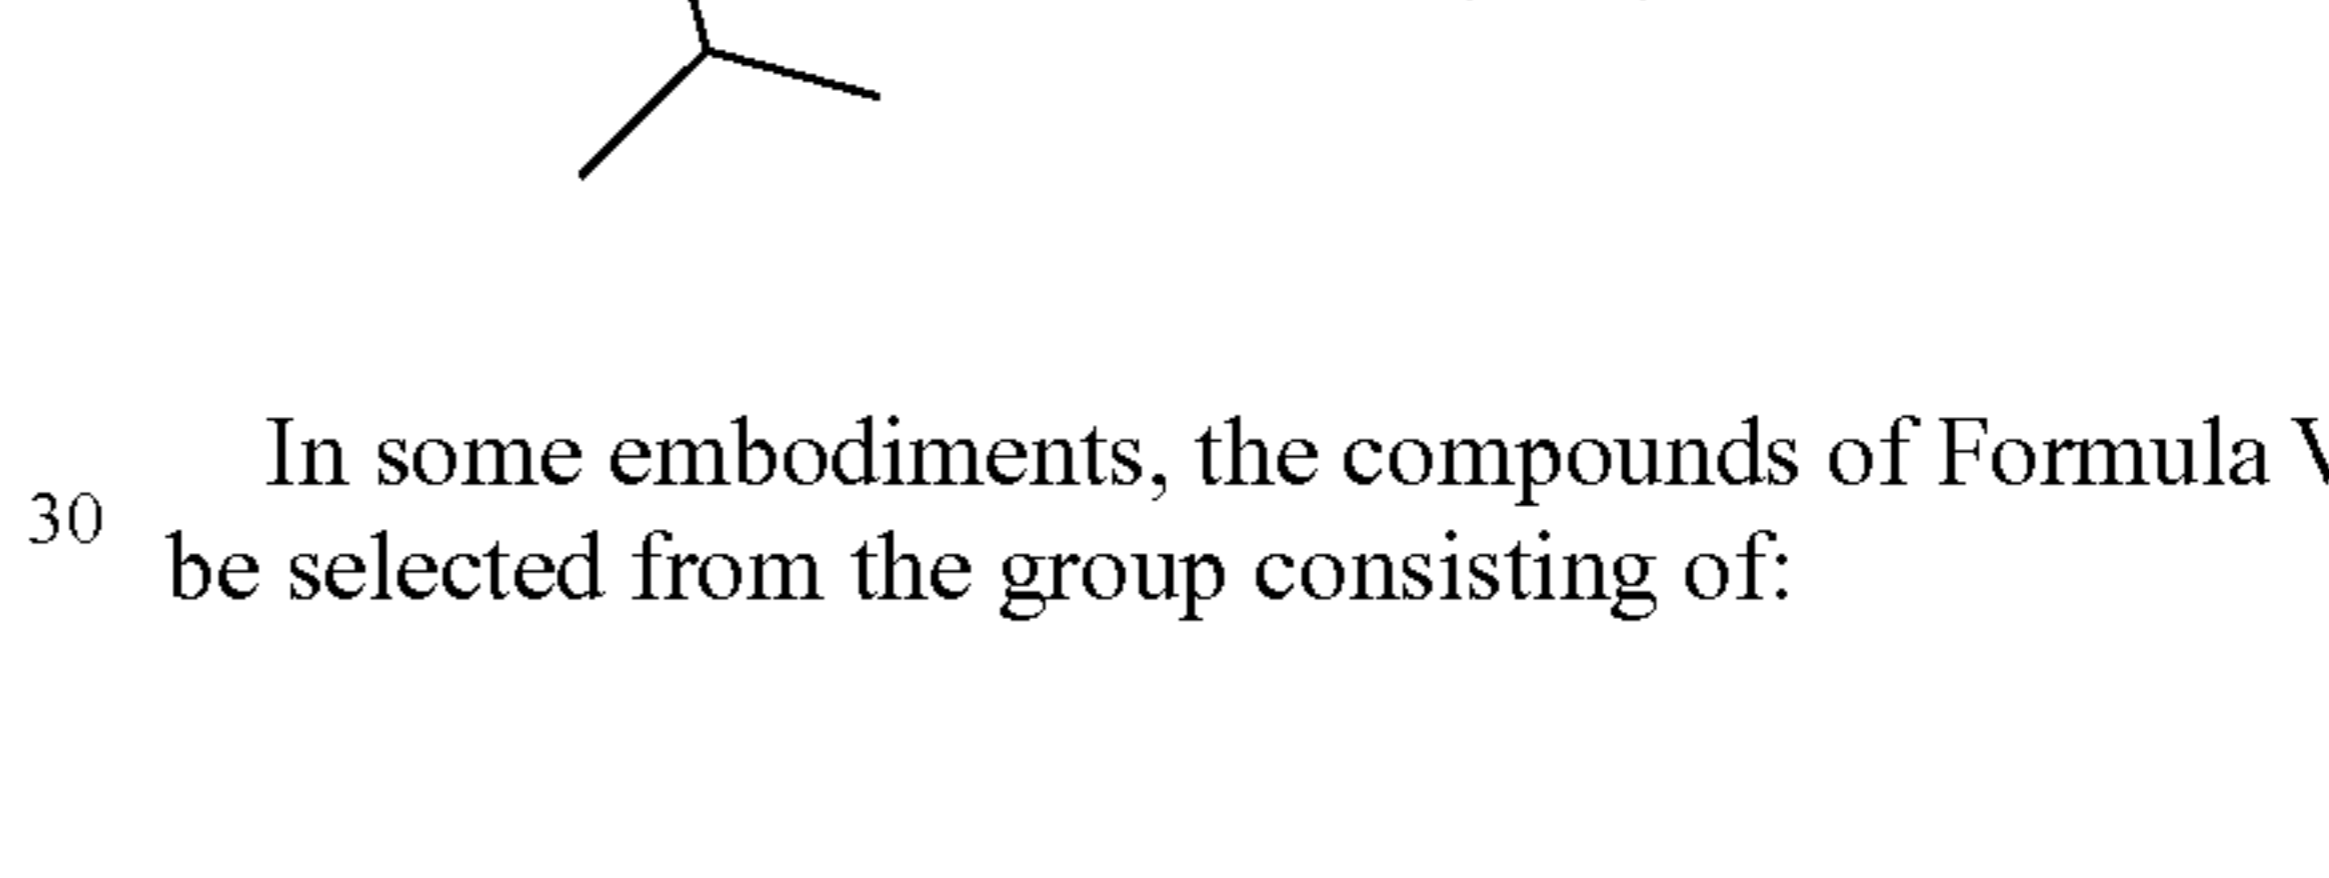 In some embodiments, the compounds of Formula
30
be selected from the group consisting of: